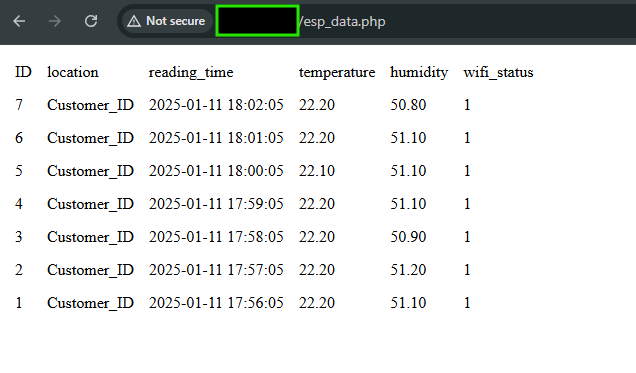 Not secure /esp_data.php
ID location reading_time temperature humidity wifi_status
7 Customer_ID 2025-01-11 18:02:05 22.20 50.80 1
6 Customer_ID 2025-01-11 18:01:05 22.20 51.10 1
5 Customer_ID 2025-01-11 18:00:05 22.10 51.10 1
4 Customer_ID 2025-01-11 17:59:05 22.20 51.10 1
3 Customer_ID 2025-01-11 17:58:05 22.20 50.90 1
2 Customer_ID 2025-01-11 17:57:05 22.20 51.20 1
1 Customer_ID 2025-01-11 17:56:05 22.20 51.10 1